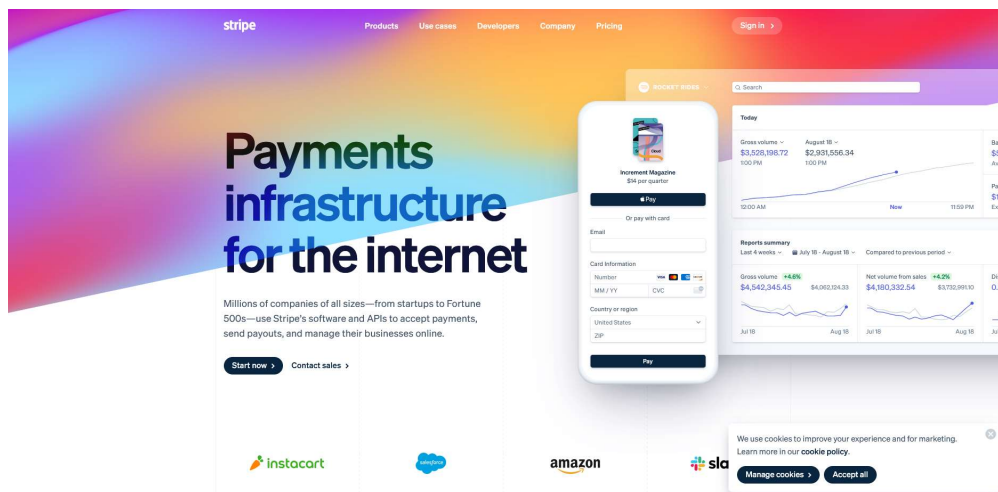 stripe
Products Use cases Developers Company Pricing
Sign in >
ROCKET RIDES
Search
Payments
infrastructure
for the internet
Millions of companies of all sizes—from startups to Fortune
500s—use Stripe's software and APIs to accept payments,
send payouts, and manage their businesses online.
Start now > Contact sales >
Increment Magazine
$14 per quarter
Pay
Or pay with card
Email
Card Information
Number VISA
MM / YY CVC
Country or region
United States
ZIP
Pay
Today
Gross volume August 18
$3,528,198.72 $2,931,556.34
1:00 PM 1:00 PM
12:00 AM Now 11:59 PM
Reports summary
Last 4 weeks July 18 - August 18 Compared to previous period
Gross volume +4.6%
$4,542,345.45 $4,062,124.33
Jul 18 Aug 18
Net volume from sales +4.2%
$4,180,332.54 $3,732,991.10
Jul 18 Aug 18
instacart
salesforce
amazon
sla
We use cookies to improve your experience and for marketing.
Learn more in our cookie policy.
Manage cookies > Accept all